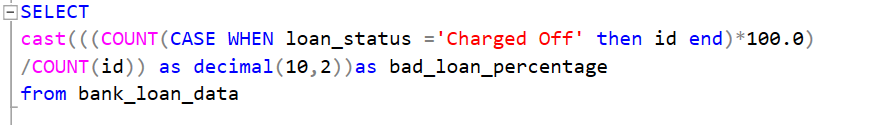 SELECT
cast(((COUNT(CASE WHEN loan_status ='Charged Off' then id end)*100.0)
/COUNT(id)) as decimal(10,2))as bad_loan_percentage
from bank_loan_data